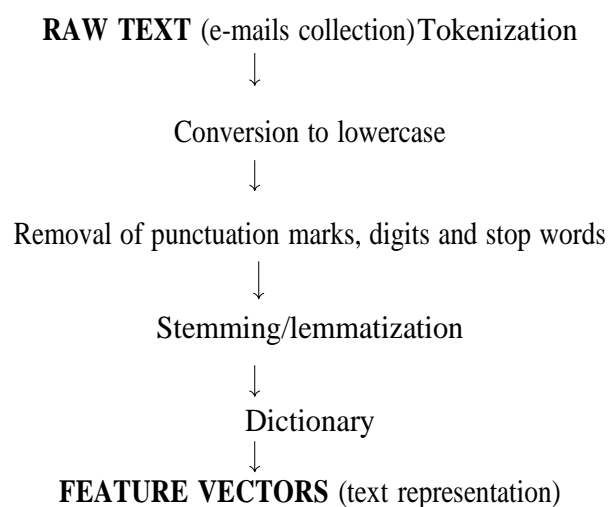 RAW TEXT (e-mails collection)Tokenization
↓
Conversion to lowercase
↓
Removal of punctuation marks, digits and stop words
↓
Stemming/lemmatization
↓
Dictionary
↓
FEATURE VECTORS (text representation)